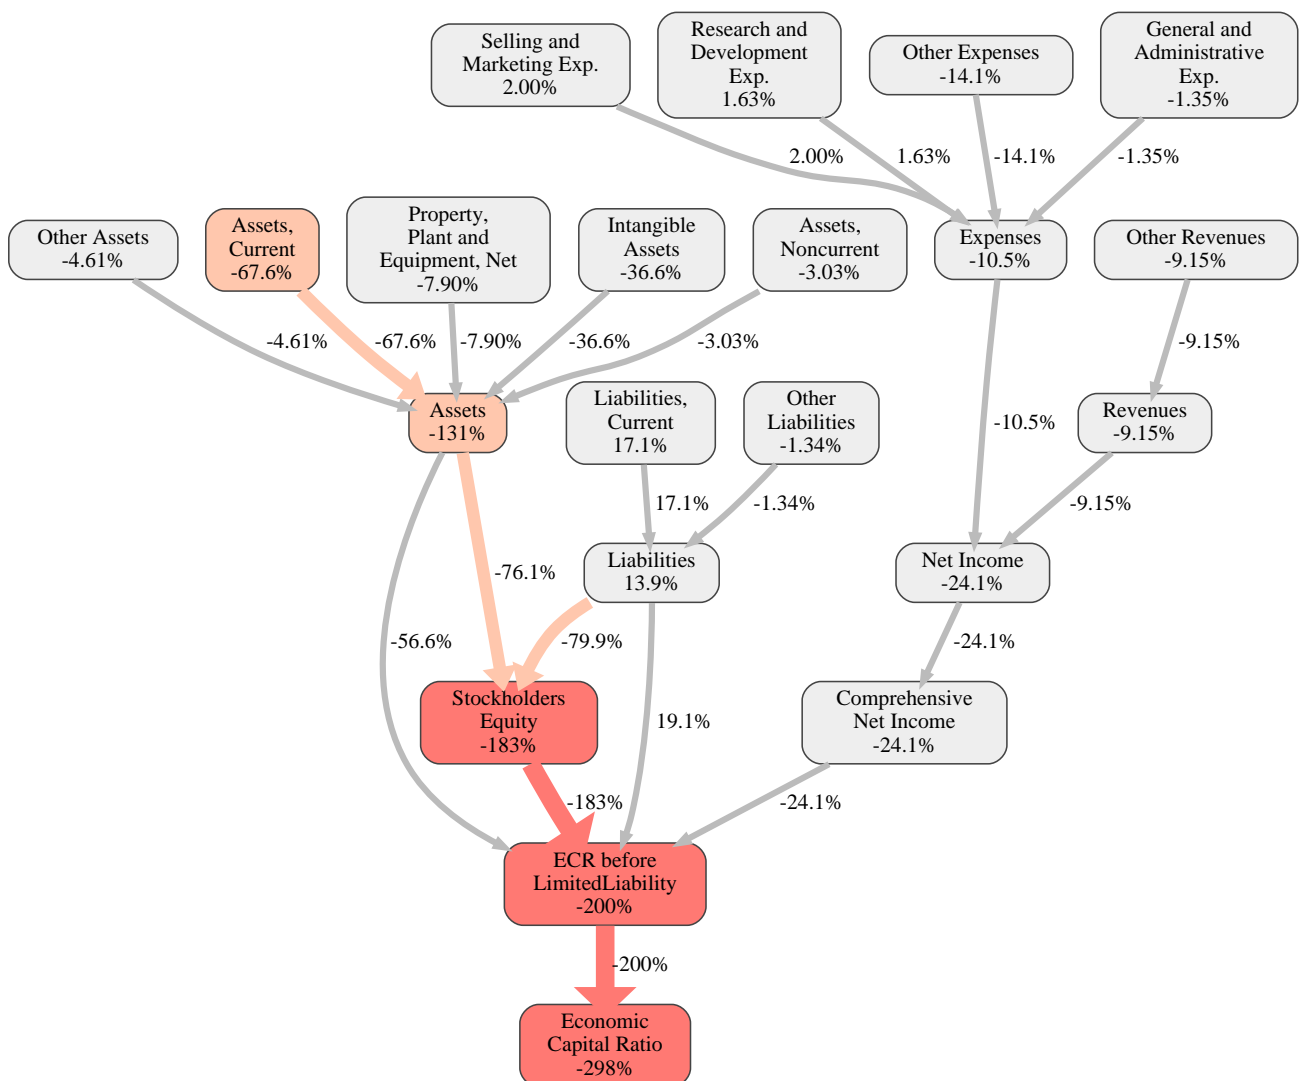 Selling and
Marketing Exp.
2.00%
Research and
Development
Exp.
1.63%
Other Expenses
-14.1%
General and
Administrative
Exp.
-1.35%
2.00%
1.63%
-14.1%
-1.35%
Other Assets
-4.61%
Assets,
Current
-67.6%
Property,
Plant and
Equipment, Net
-7.90%
Intangible
Assets
-36.6%
Assets,
Noncurrent
-3.03%
Expenses
-10.5%
Other Revenues
-9.15%
-4.61%
-67.6%
-7.90%
-36.6%
-3.03%
-9.15%
Assets
-131%
Liabilities,
Current
17.1%
Other
Liabilities
-1.34%
-10.5%
Revenues
-9.15%
17.1%
-1.34%
-9.15%
-76.1%
Liabilities
13.9%
Net Income
-24.1%
-56.6%
-79.9%
-24.1%
Stockholders
Equity
-183%
19.1%
Comprehensive
Net Income
-24.1%
-183%
-24.1%
ECR before
LimitedLiability
-200%
-200%
Economic
Capital Ratio
-298%